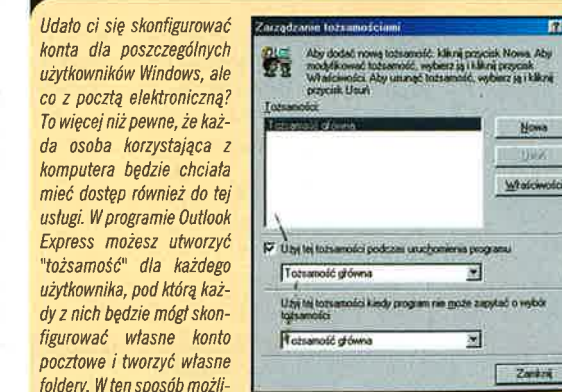 Udało ci się skonfigurować
konta dla poszczególnych
użytkowników Windows, ale
co z pocztą elektroniczną?
To więcej niż pewne, że każ-
da osoba korzystająca z
komputera będzie chciała
mieć dostęp również do tej
usługi. W programie Outlook
Express możesz utworzyć
"tożsamość" dla każdego
użytkownika, pod którą każ-
dy z nich będzie mógł skon-
figurować własne konto
pocztowe i tworzyć własne
foldery. W ten sposób możli-
Zarządzanie tożsamościami
Aby dodać nową tożsamość, kliknij przycisk Nowa. Aby
modyfikować tożsamość, wybierz ją i kliknij przycisk
Właściwości. Aby usunąć tożsamość, wybierz ją i kliknij
przycisk Usuń
Tożsamości:
Tożsamość główna
Nowa
Usuń
Właściwości
Użyj tej tożsamości podczas uruchomienia programu
Tożsamość główna
Użyj tej tożsamości kiedy program nie może zapytać o wybór
tożsamości
Tożsamość główna
Zamknij